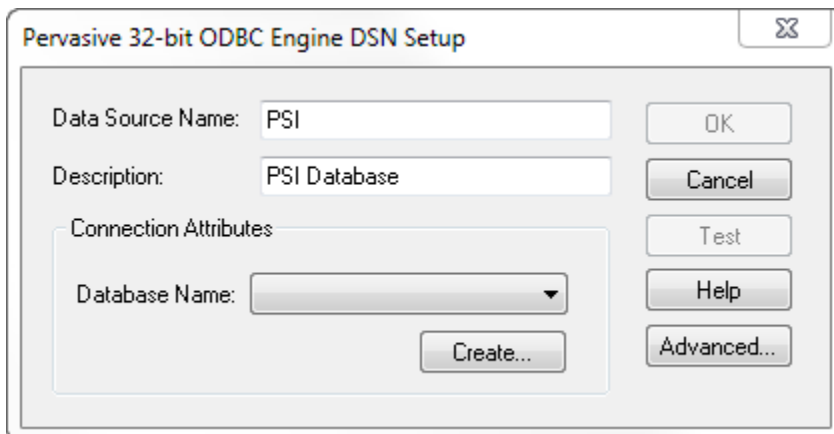 Pervasive 32-bit ODBC Engine DSN Setup
Data Source Name: PSI OK
Description: PSI Database Cancel
Connection Attributes Test
Database Name: Help
Create... Advanced...